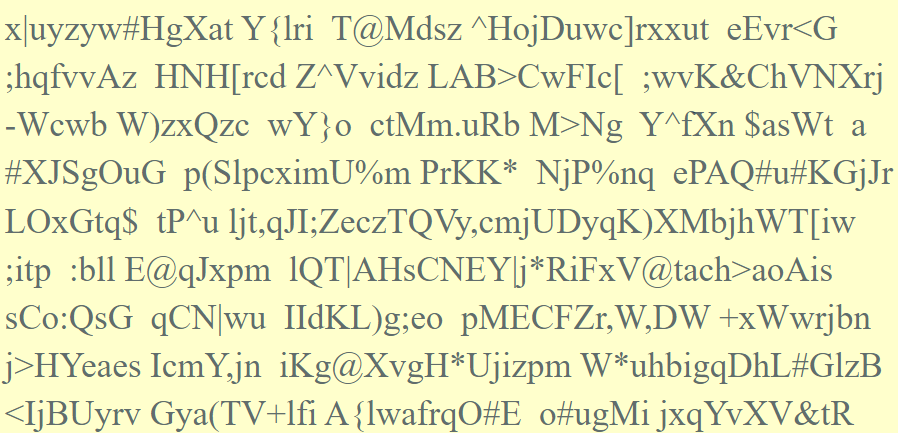 x|uyzyw#HgXat Y{lri  T@Mdsz ^HojDuwc]rxxut  eEvr<G
;hqfvvAz  HNH[rcd Z^Vvidz LAB>CwFIc[  ;wvK&ChVNXrj
-Wcwb W)zxQzc  wY}o  ctMm.uRb M>Ng  Y^fXn $asWt  a
#XJSgOuG  p(SlpcximU%m PrKK*  NjP%nq  ePAQ#u#KGjJr
LOxGtq$  tP^u ljt,qJI;ZeczTQVy,cmjUDyqK)XMbjhWT[iw
;itp  :bll E@qJxpm  lQT|AHsCNEY|j*RiFxV@tach>aoAis
sCo:QsG  qCN|wu  IIdKL)g;eo  pMECFZr,W,DW +xWwrjbn
j>HYeaes IcmY,jn  iKg@XvgH*Ujizpm W*uhbigqDhL#GlzB
<IjBUyrv Gya(TV+lfi A{lwafrqO#E  o#ugMi jxqYvXV&tR